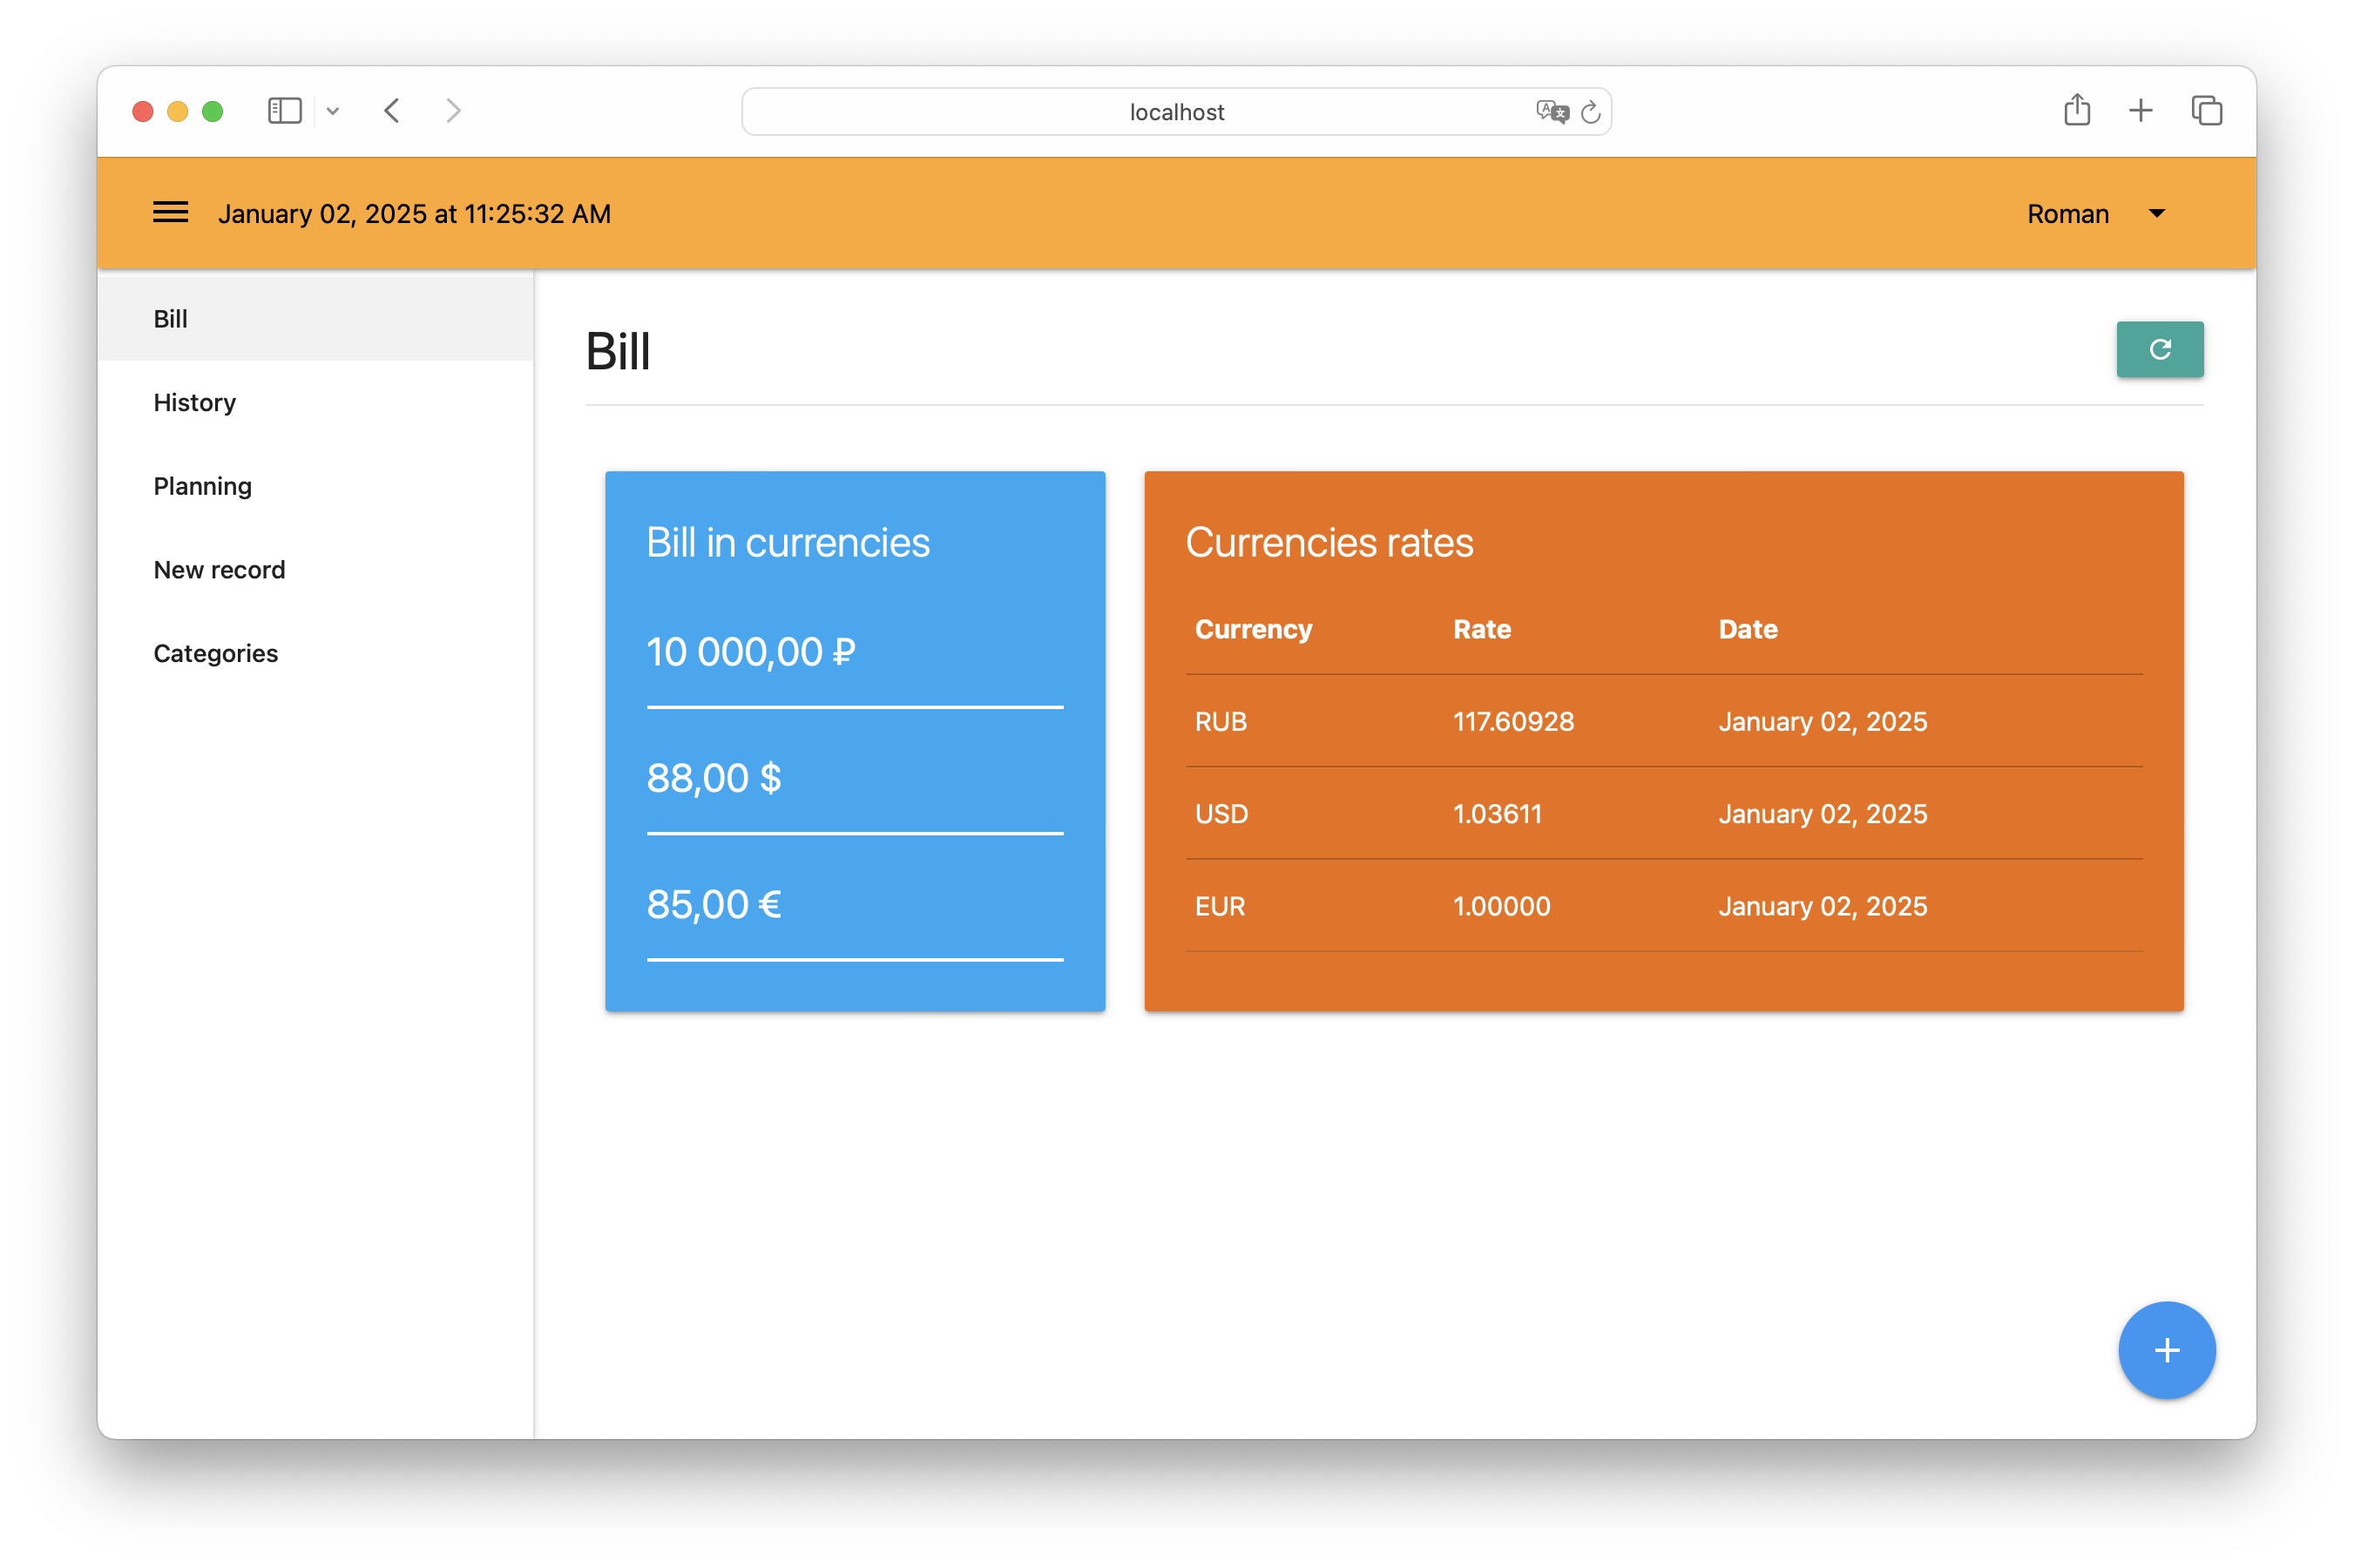 localhost
January 02, 2025 at 11:25:32 AM
Roman
Bill
History
Planning
New record
Categories
Bill
Bill in currencies
10 000,00 ₽
88,00 $
85,00 €
Currencies rates
Currency Rate Date
RUB 117.60928 January 02, 2025
USD 1.03611 January 02, 2025
EUR 1.00000 January 02, 2025